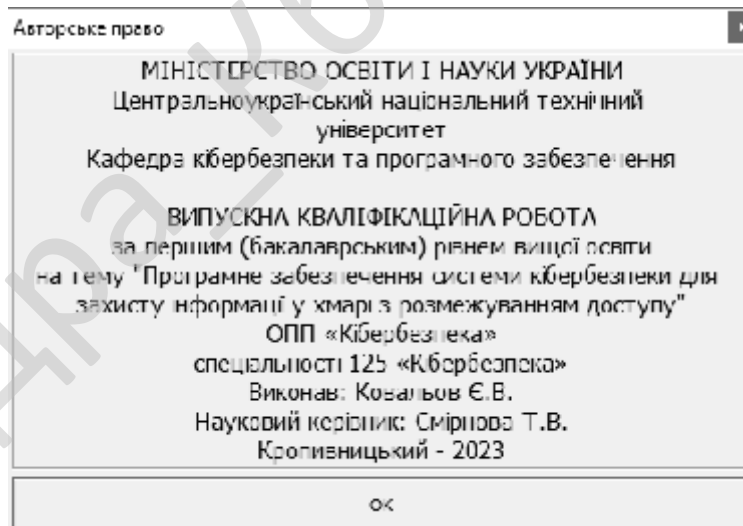 Авторське право
МІНІСТЕРСТВО ОСВІТИ І НАУКИ УКРАЇНИ
Центральноукраїнський національний технічний
університет
Кафедра кібербезпеки та програмного забезпечення
ВИПУСКНА КВАЛІФІКАЦІЙНА РОБОТА
за першим (бакалаврським) рівнем вищої освіти
на тему "Програмне забезпечення системи кібербезпеки для
захисту інформації у хмарі з розмежуванням доступу"
ОПП «Кібербезпека»
спеціальності 125 «Кібербезпека»
Виконав: Ковальов Є.В.
Науковий керівник: Смірнова Т.В.
Кропивницький - 2023
ОК